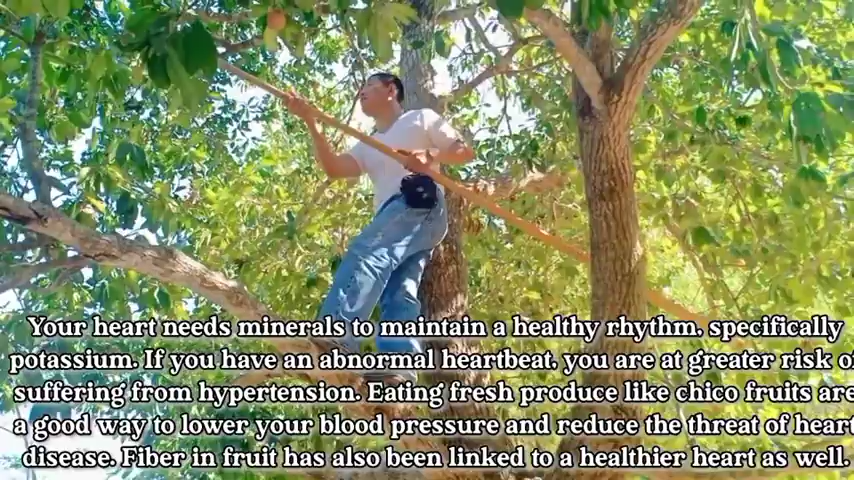 Your heart needs minerals to maintain a healthy rhythm, specifically
potassium. If you have an abnormal heartbeat, you are at greater risk of
suffering from hypertension. Eating fresh produce like chico fruits are
a good way to lower your blood pressure and reduce the threat of heart
disease. Fiber in fruit has also been linked to a healthier heart as well.